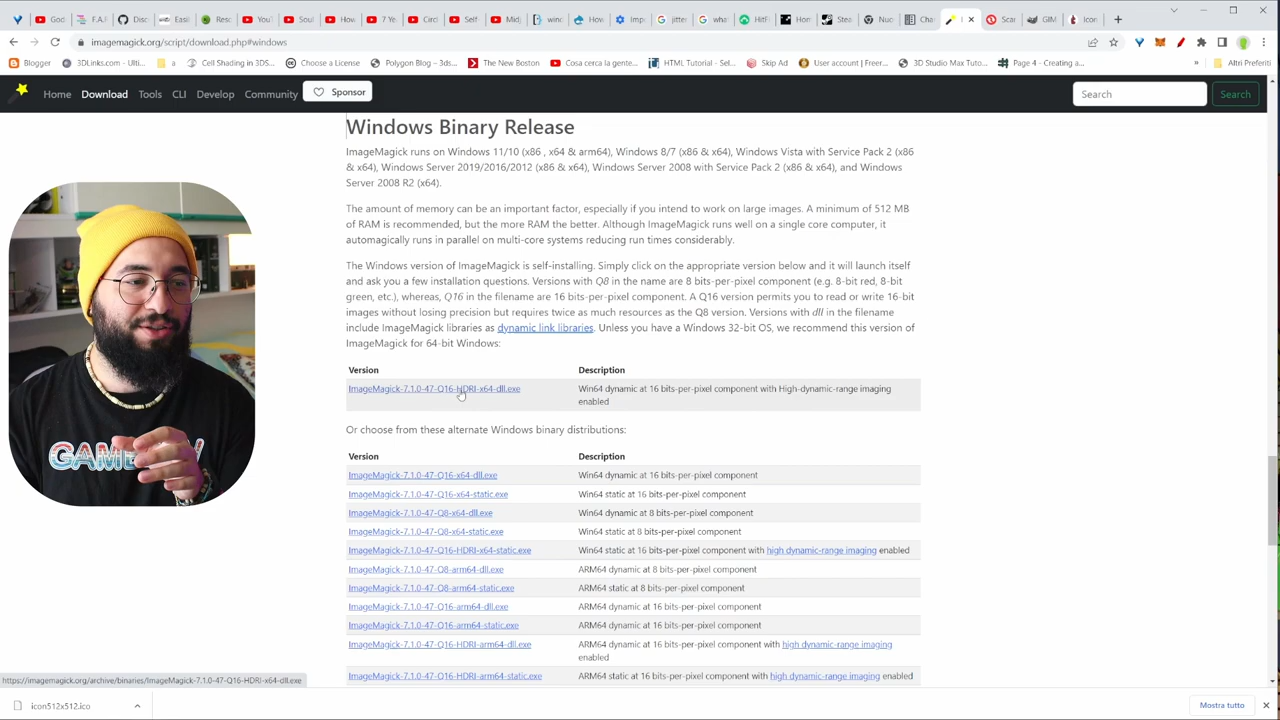 God
F.A.
Disc
Easi
Reso
You
Soul
How
7 Ye
Circ
Self
Midj
wind
How
Imp
jitte
wha
HitF
How
Stea
Nuo
Cha
Scar
GIM
Icon
imagemagick.org/script/download.php#windows
Blogger
3DLinks.com - Ulti...
a
Cell Shading in 3DS...
Choose a License
Polygon Blog – 3ds...
The New Boston
Cosa cerca la gente...
HTML Tutorial - Sel...
Skip Ad
User account | Freer...
3D Studio Max Tuto...
Page 4 - Creating a...
»
Altri Preferiti
Home Download Tools CLI Develop Community Sponsor
Search Search
Windows Binary Release
ImageMagick runs on Windows 11/10 (x86 , x64 & arm64), Windows 8/7 (x86 & x64), Windows Vista with Service Pack 2 (x86
& x64), Windows Server 2019/2016/2012 (x86 & x64), Windows Server 2008 with Service Pack 2 (x86 & x64), and Windows
Server 2008 R2 (x64).
The amount of memory can be an important factor, especially if you intend to work on large images. A minimum of 512 MB
of RAM is recommended, but the more RAM the better. Although ImageMagick runs well on a single core computer, it
automagically runs in parallel on multi-core systems reducing run times considerably.
The Windows version of ImageMagick is self-installing. Simply click on the appropriate version below and it will launch itself
and ask you a few installation questions. Versions with Q8 in the name are 8 bits-per-pixel component (e.g. 8-bit red, 8-bit
green, etc.), whereas, Q16 in the filename are 16 bits-per-pixel component. A Q16 version permits you to read or write 16-bit
images without losing precision but requires twice as much resources as the Q8 version. Versions with dll in the filename
include ImageMagick libraries as dynamic link libraries. Unless you have a Windows 32-bit OS, we recommend this version of
ImageMagick for 64-bit Windows:
Version Description
ImageMagick-7.1.0-47-Q16-HDRI-x64-dll.exe Win64 dynamic at 16 bits-per-pixel component with High-dynamic-range imaging
enabled
Or choose from these alternate Windows binary distributions:
Version Description
ImageMagick-7.1.0-47-Q16-x64-dll.exe Win64 dynamic at 16 bits-per-pixel component
ImageMagick-7.1.0-47-Q16-x64-static.exe Win64 static at 16 bits-per-pixel component
ImageMagick-7.1.0-47-Q8-x64-dll.exe Win64 dynamic at 8 bits-per-pixel component
ImageMagick-7.1.0-47-Q8-x64-static.exe Win64 static at 8 bits-per-pixel component
ImageMagick-7.1.0-47-Q16-HDRI-x64-static.exe Win64 static at 16 bits-per-pixel component with high dynamic-range imaging enabled
ImageMagick-7.1.0-47-Q8-arm64-dll.exe ARM64 dynamic at 8 bits-per-pixel component
ImageMagick-7.1.0-47-Q8-arm64-static.exe ARM64 static at 8 bits-per-pixel component
ImageMagick-7.1.0-47-Q16-arm64-dll.exe ARM64 dynamic at 16 bits-per-pixel component
ImageMagick-7.1.0-47-Q16-arm64-static.exe ARM64 static at 16 bits-per-pixel component
ImageMagick-7.1.0-47-Q16-HDRI-arm64-dll.exe ARM64 dynamic at 16 bits-per-pixel component with high dynamic-range imaging
enabled
ImageMagick-7.1.0-47-Q16-HDRI-arm64-static.exe ARM64 static at 16 bits-per-pixel component with high dynamic-range imaging enabled
https://imagemagick.org/archive/binaries/ImageMagick-7.1.0-47-Q16-HDRI-x64-dll.exe
icon512x512.ico
Mostra tutto